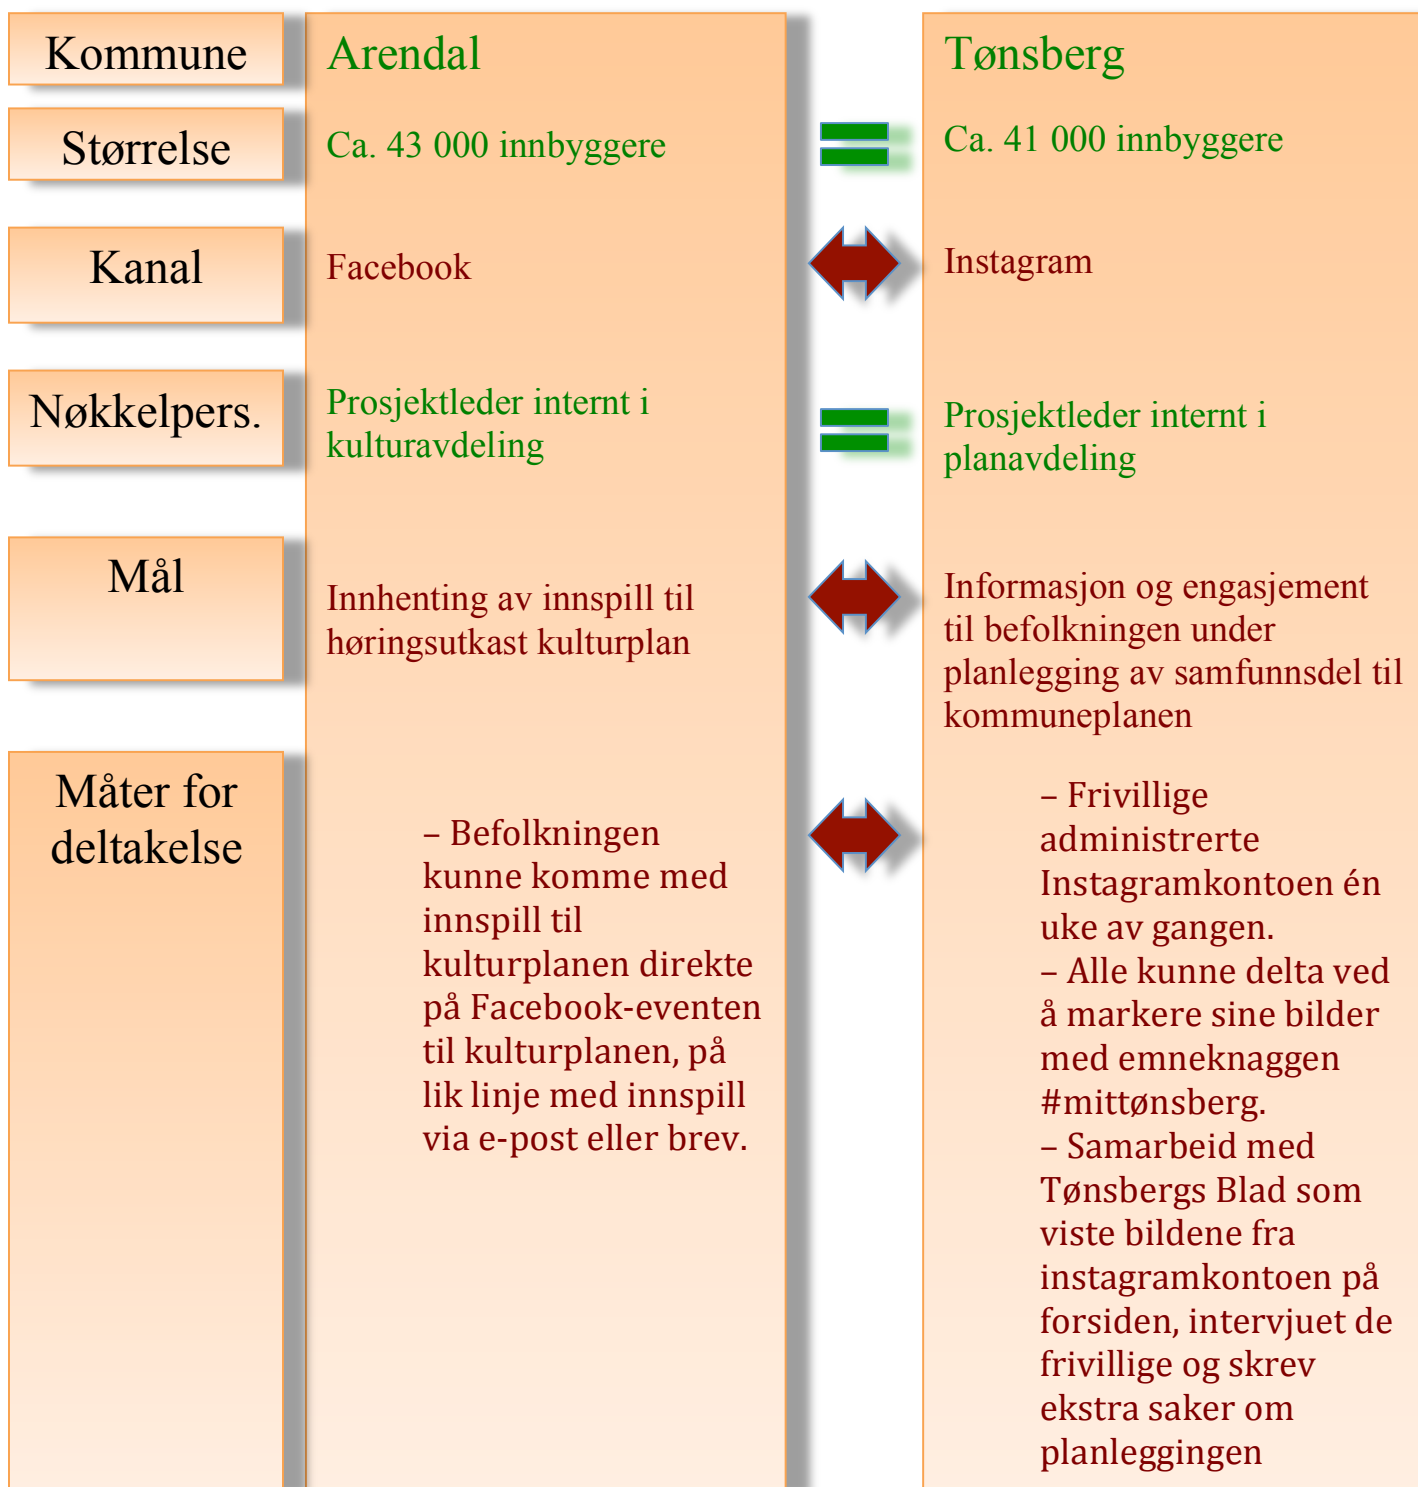 Kommune
Arendal
Tønsberg
Størrelse
Ca. 43 000 innbyggere
Ca. 41 000 innbyggere
Kanal
Facebook
Instagram
Nøkkelpers.
Prosjektleder internt i
kulturavdeling
Prosjektleder internt i
planavdeling
Mål
Innhenting av innspill til
høringsutkast kulturplan
Informasjon og engasjement
til befolkningen under
planlegging av samfunnsdel til
kommuneplanen
Måter for
deltakelse
– Befolkningen
kunne komme med
innspill til
kulturplanen direkte
på Facebook-eventen
til kulturplanen, på
lik linje med innspill
via e-post eller brev.
– Frivillige
administrerte
Instagramkontoen én
uke av gangen.
– Alle kunne delta ved
å markere sine bilder
med emneknaggen
#mittønsberg.
– Samarbeid med
Tønsbergs Blad som
viste bildene fra
instagramkontoen på
forsiden, intervjuet de
frivillige og skrev
ekstra saker om
planleggingen